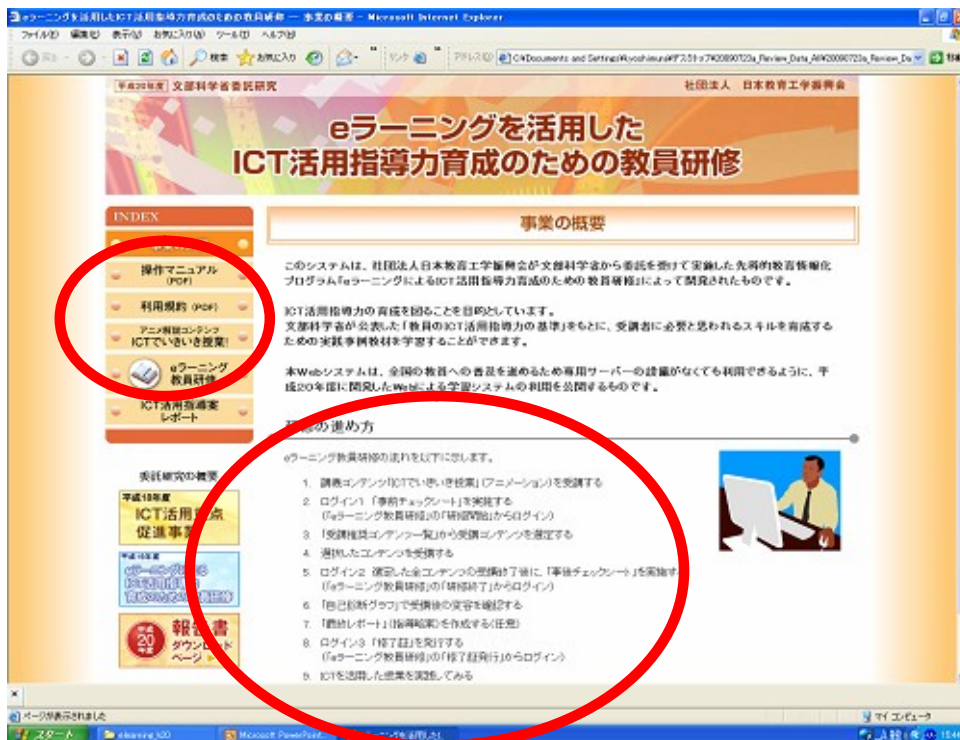 eラーニングを活用したICT活用指導力育成のための教員研修 — 事業の概要 - Microsoft Internet Explorer
ファイル(F) 編集(E) 表示(V) お気に入り(A) ツール(T) ヘルプ(H)
戻る 検索 お気に入り リンク アドレス(D)
平成20年度 文部科学省委託研究
社団法人 日本教育工学振興会
eラーニングを活用した
ICT活用指導力育成のための教員研修
INDEX
操作マニュアル
(PDF)
利用規約 (PDF)
アニメ解説コンテンツ
ICTでいきいき授業!
eラーニング
教員研修
ICT活用指導案
レポート
委託研究の概要
平成18年度
ICT活用
促進事
平成
20
年度
報告書
ダウンロード
ページ
事業の概要
このシステムは、社団法人日本教育工学振興会が文部科学省から委託を受けて実施した先導的教育情報化
プログラム「eラーニングによるICT活用指導力育成のための教員研修」によって開発されたものです。
ICT活用指導力の育成を図ることを目的としています。
文部科学省が公表した「教員のICT活用指導力の基準」をもとに、受講者に必要と思われるスキルを育成する
ための実践事例教材を学習することができます。
本Webシステムは、全国の教員への普及を進めるため専用サーバーの設備がなくても利用できるように、平
成20年部に開発したWebによる学習システムの利用を公開するものです。
研修の進め方
eラーニング教員研修の流れを以下に示します。
1. 講義コンテンツ「ICTでいきいき授業」(アニメーション)を受講する
2. ログイン1 「事前チェックシート」を実施する
(「eラーニング教員研修」の「研修開始」からログイン)
3. 「受講推奨コンテンツ一覧」から受講コンテンツを選定する
4. 選択したコンテンツを受講する
5. ログイン2 選定した全コンテンツの受講終了後に、「事後チェックシート」を実施す
(「eラーニング教員研修」の「研修終了」からログイン)
6. 「自己診断グラフ」で受講後の変容を確認する
7. 「最終レポート」(指導略案)を作成する(任意)
8. ログイン3 「修了証」を発行する
(「eラーニング教員研修」の「修了証発行」からログイン)
9. ICTを活用した授業を実践してみる
ページが表示されました
マイ コンピュータ
スタート
elearning_h20
Microsoft PowerPoint
15:44